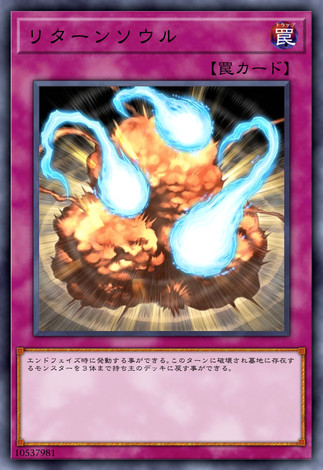 リターンソウル
トラップ
罠
【罠カード】
エンドフェイズ時に発動する事ができる。このターンに破壊され墓地に存在す
るモンスターを３体まで持ち主のデッキに戻す事ができる。
10537981